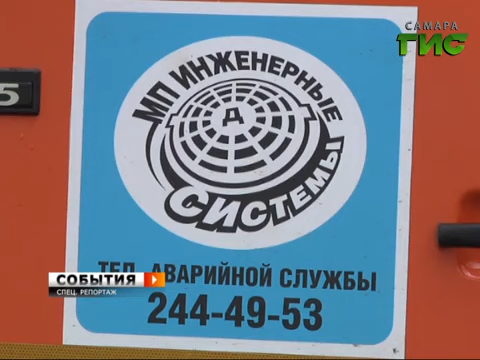 САМАРА
ГИС
5
МП ИНЖЕНЕРНЫЕ
Д
СИСТЕМЫ
ТЕЛ. АВАРИЙНОЙ СЛУЖБЫ
244-49-53
СОБЫТИЯ
СПЕЦ. РЕПОРТАЖ